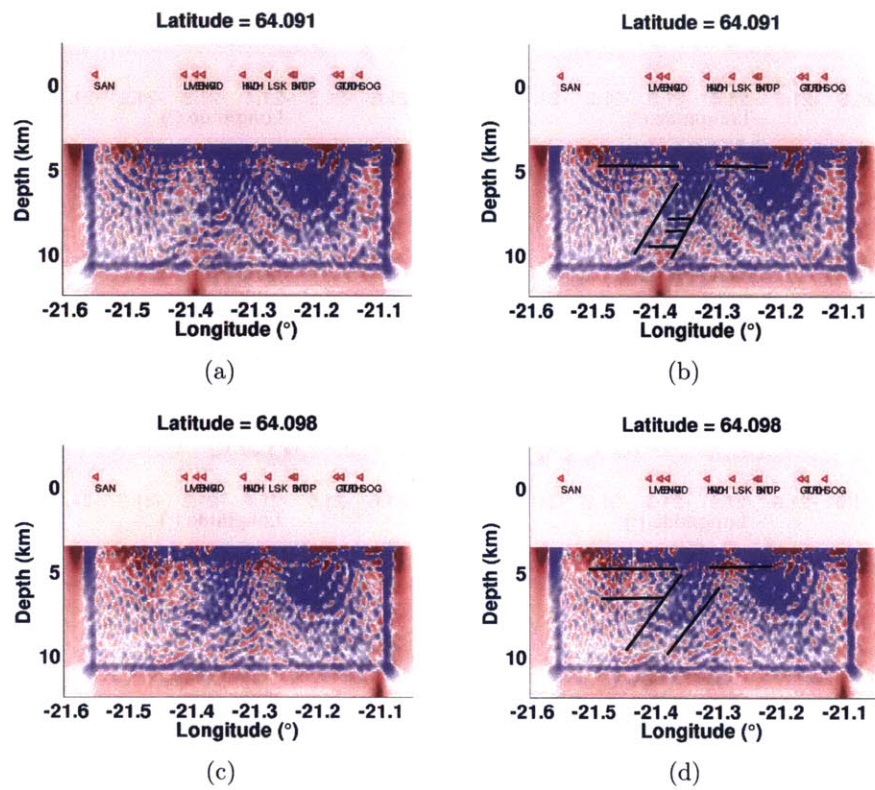 Latitude = 64.091
0
5
10
Depth (km)
SAN
LSK
SOG
-21.6 -21.5 -21.4 -21.3 -21.2 -21.1
Longitude (°)
(a)
Latitude = 64.091
0
5
10
Depth (km)
SAN
LSK
SOG
-21.6 -21.5 -21.4 -21.3 -21.2 -21.1
Longitude (°)
(b)
Latitude = 64.098
0
5
10
Depth (km)
SAN
LSK
SOG
-21.6 -21.5 -21.4 -21.3 -21.2 -21.1
Longitude (°)
(c)
Latitude = 64.098
0
5
10
Depth (km)
SAN
LSK
SOG
-21.6 -21.5 -21.4 -21.3 -21.2 -21.1
Longitude (°)
(d)